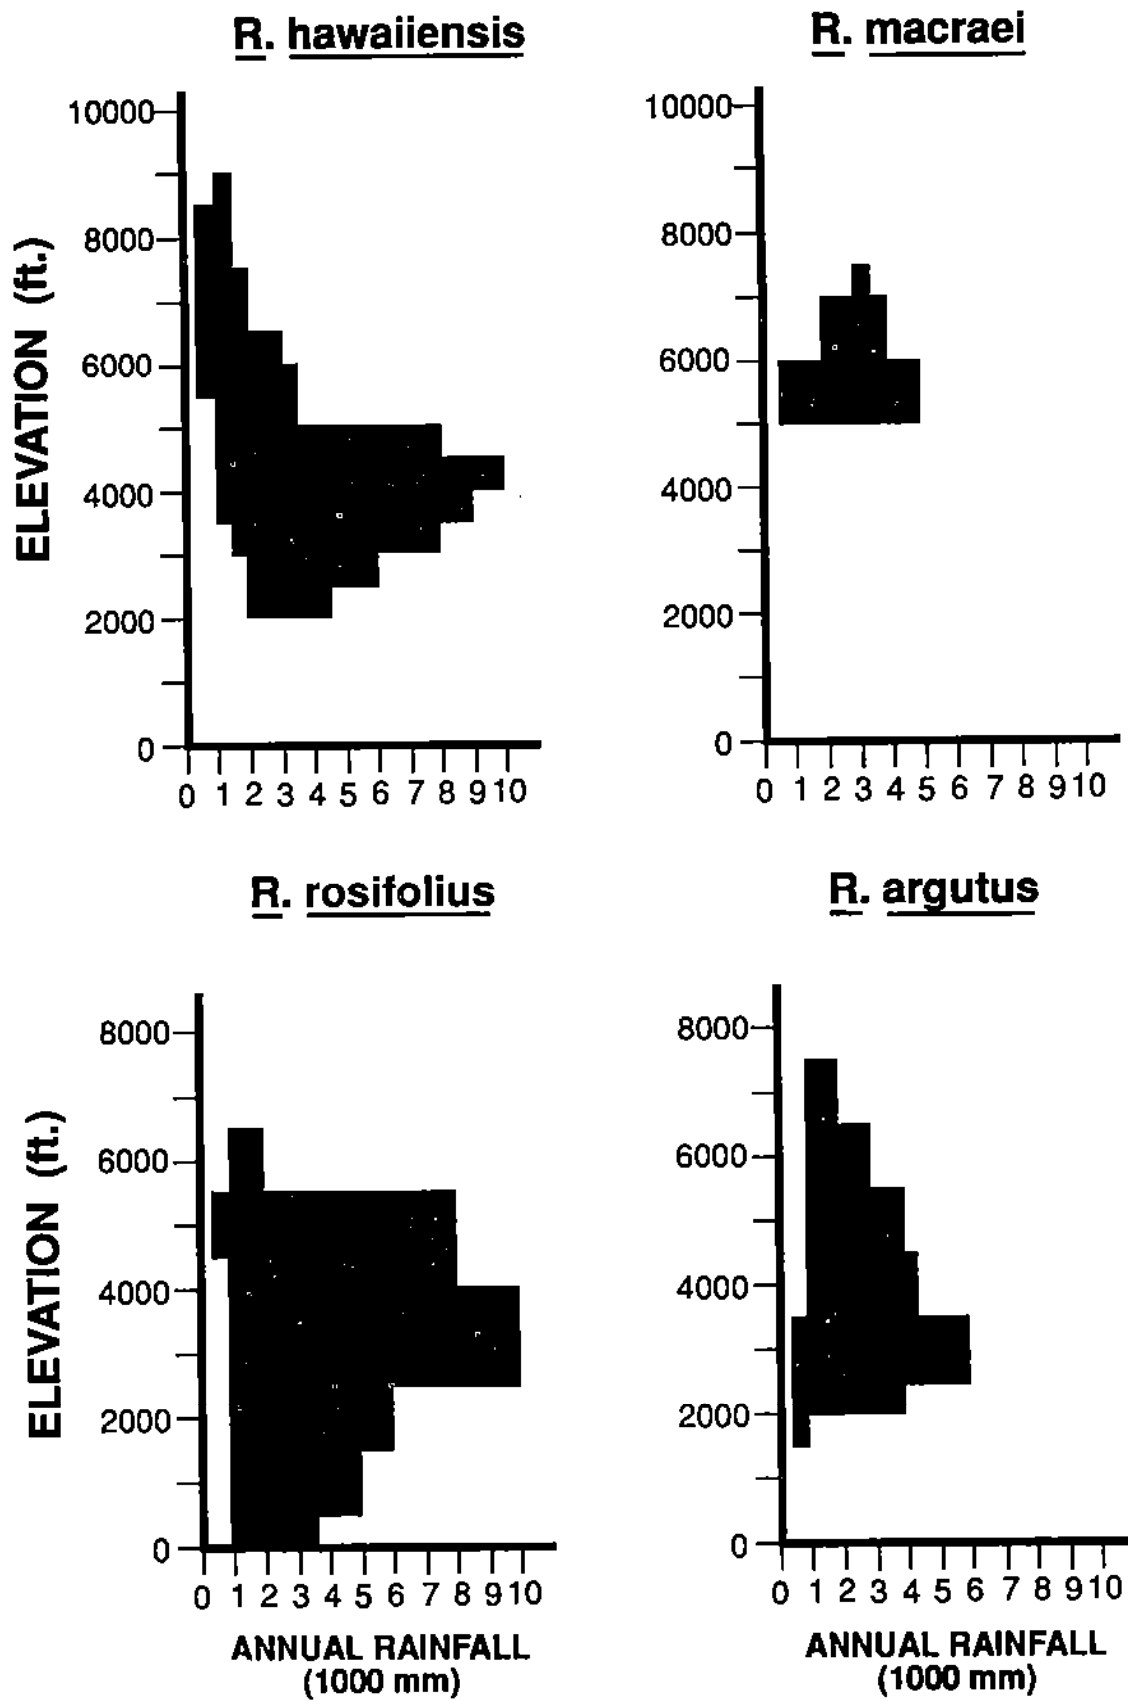 R. hawaiiensis
10000
8000
6000
4000
2000
0
0 1 2 3 4 5 6 7 8 9 10
ELEVATION (ft.)
R. macraei
10000
8000
6000
4000
2000
0
0 1 2 3 4 5 6 7 8 9 10
R. rosifolius
8000
6000
4000
2000
0
0 1 2 3 4 5 6 7 8 9 10
ELEVATION (ft.)
ANNUAL RAINFALL
(1000 mm)
R. argutus
8000
6000
4000
2000
0
0 1 2 3 4 5 6 7 8 9 10
ANNUAL RAINFALL
(1000 mm)